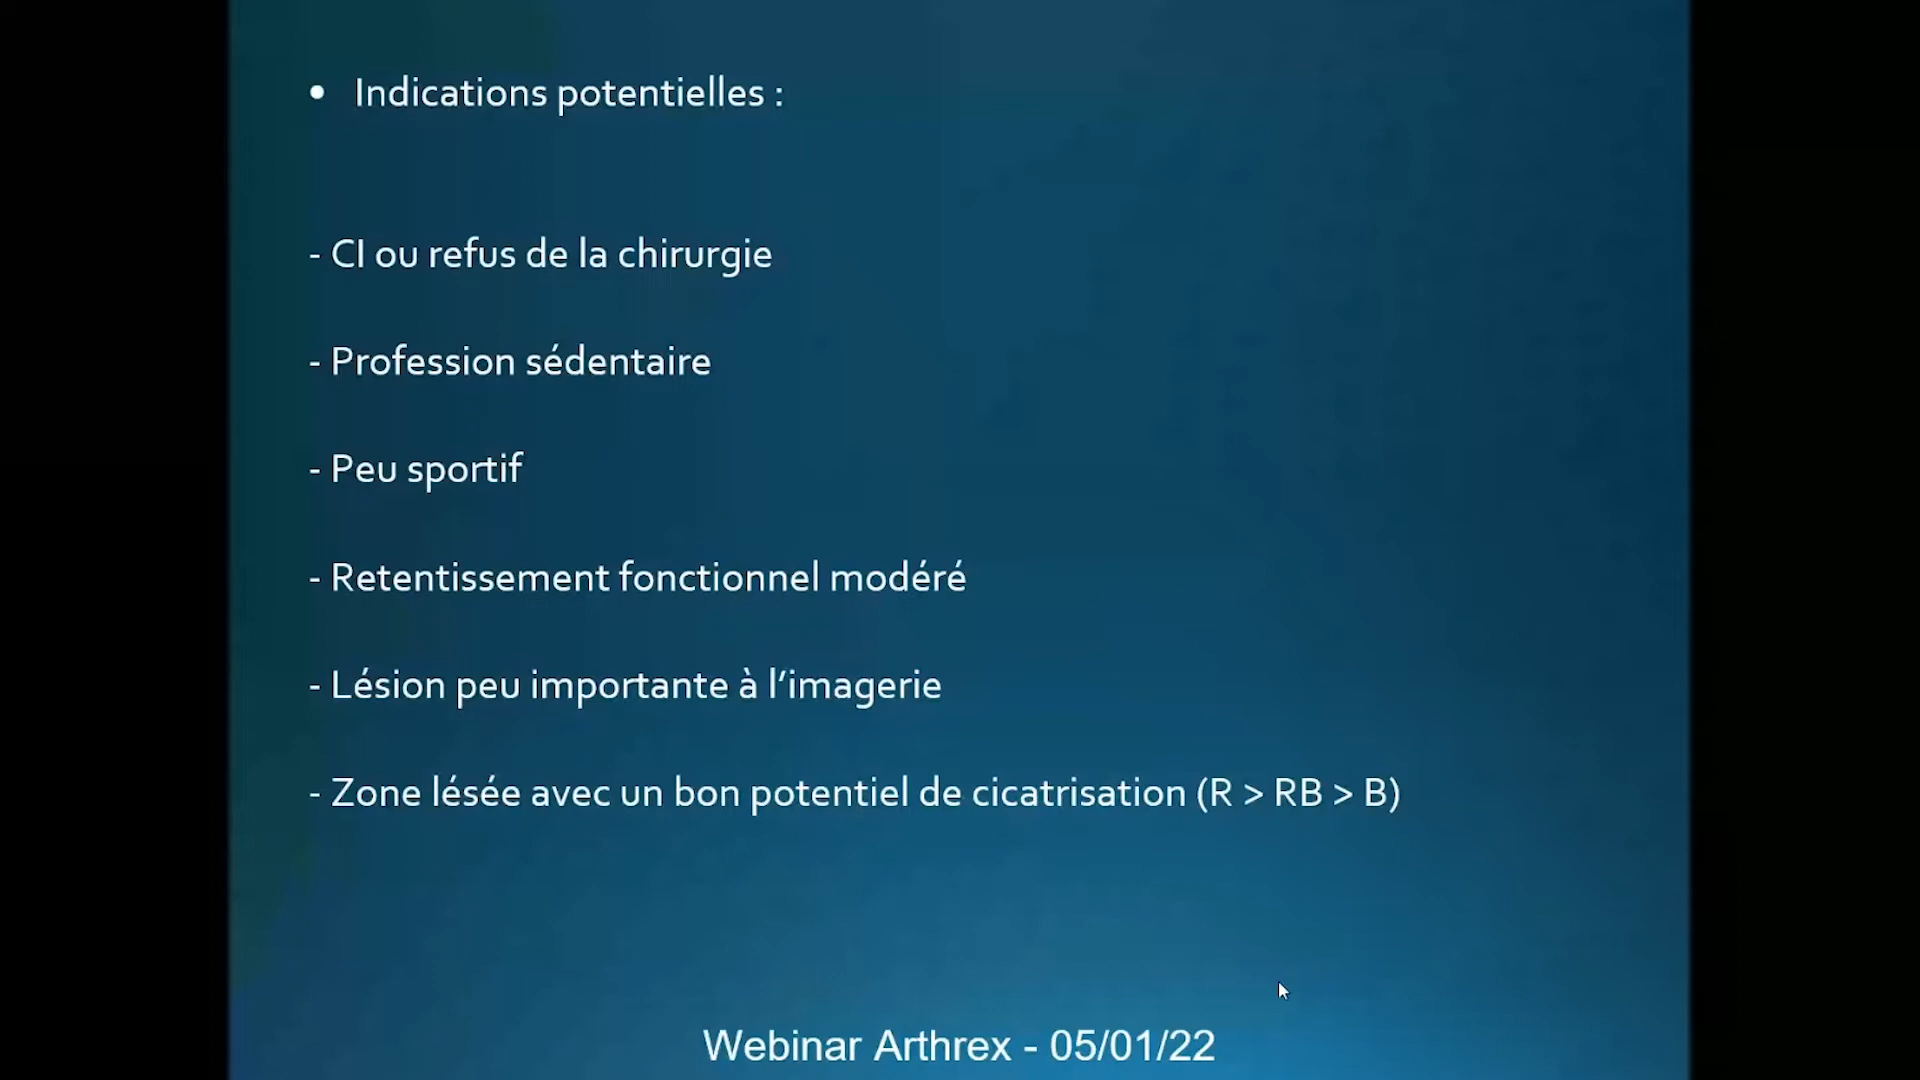 • Indications potentielles :
- CI ou refus de la chirurgie
- Profession sédentaire
- Peu sportif
- Retentissement fonctionnel modéré
- Lésion peu importante à l’imagerie
- Zone lésée avec un bon potentiel de cicatrisation (R > RB > B)
Webinar Arthrex - 05/01/22